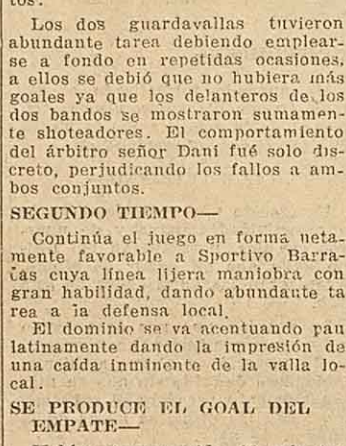 tos.
Los dos guardavallas tuvieron
abundante tarea debiendo emplear-
se a fondo en repetidas ocasiones,
a ellos se debió que no hubiera más
goales ya que los delanteros de los
dos bandos se mostraron sumamen-
te shoteadores. El comportamiento
del árbitro señor Dani fué solo dis-
creto, perjudicando los fallos a am-
bos conjuntos.
SEGUNDO TIEMPO—
Continúa el juego en forma neta-
mente favorable a Sportivo Barra-
cas cuya línea lijera maniobra con
gran habilidad, dando abundante ta
rea a la defensa local.
El dominio se va acentuando pau
latinamente dando la impresión de
una caída inminente de la valla lo-
cal.
SE PRODUCE EL GOAL DEL
EMPATE—